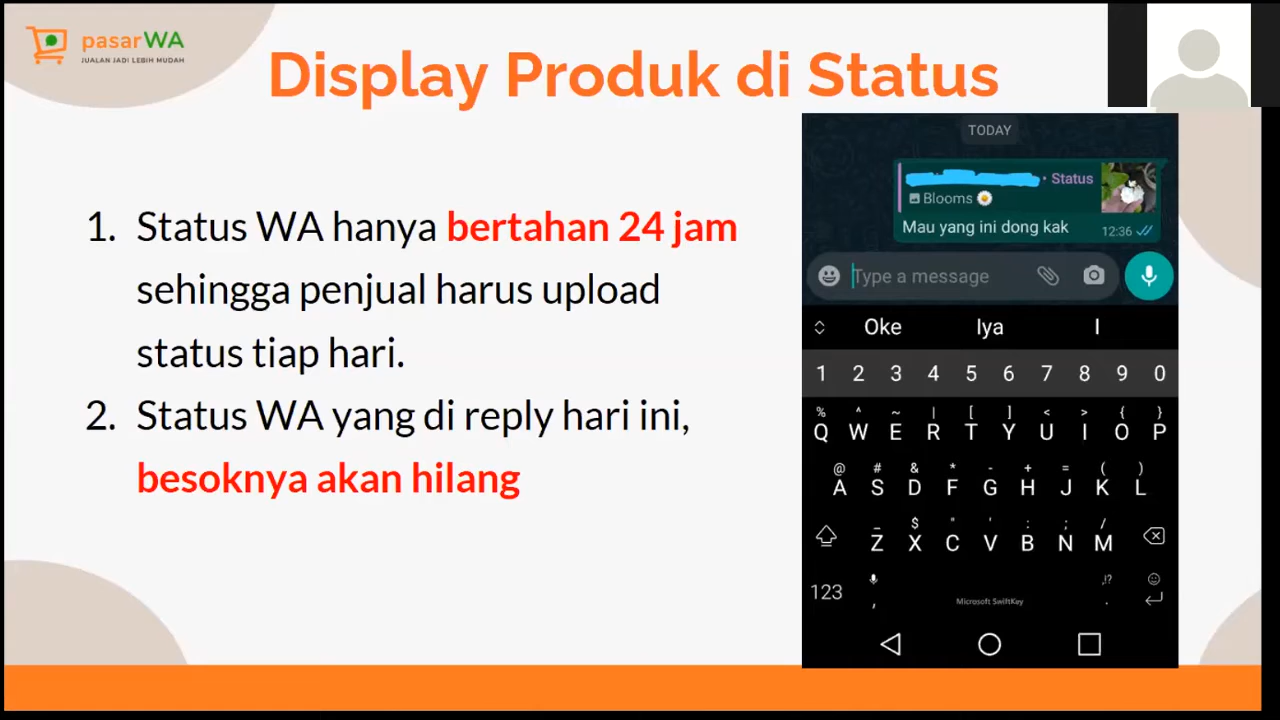 pasarWA
JUALAN JADI LEBIH MUDAH
Display Produk di Status
1. Status WA hanya bertahan 24 jam
sehingga penjual harus upload
status tiap hari.
2. Status WA yang di reply hari ini,
besoknya akan hilang
TODAY
• Status
Blooms
Mau yang ini dong kak
12:36
Type a message
Oke Iya I
1 2 3 4 5 6 7 8 9 0
% ^ ~ | [ ] < > { }
Q W E R T Y U I O P
@ # & * - + = ( )
A S D F G H J K L
_ $ " ' : ; /
Z X C V B N M
,!?
123 , Microsoft SwiftKey .